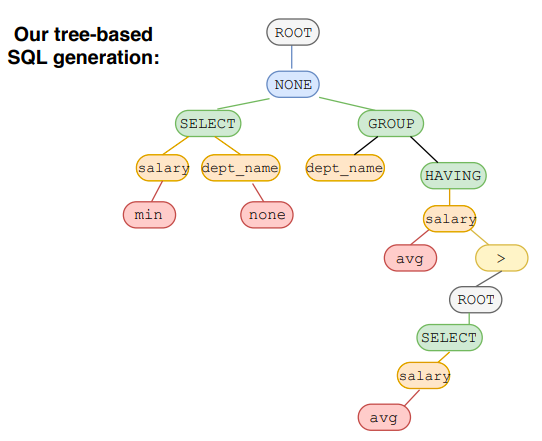 Our tree-based
SQL generation:
ROOT
NONE
SELECT GROUP
salary dept_name dept_name
HAVING
min none
salary
avg >
ROOT
SELECT
salary
avg